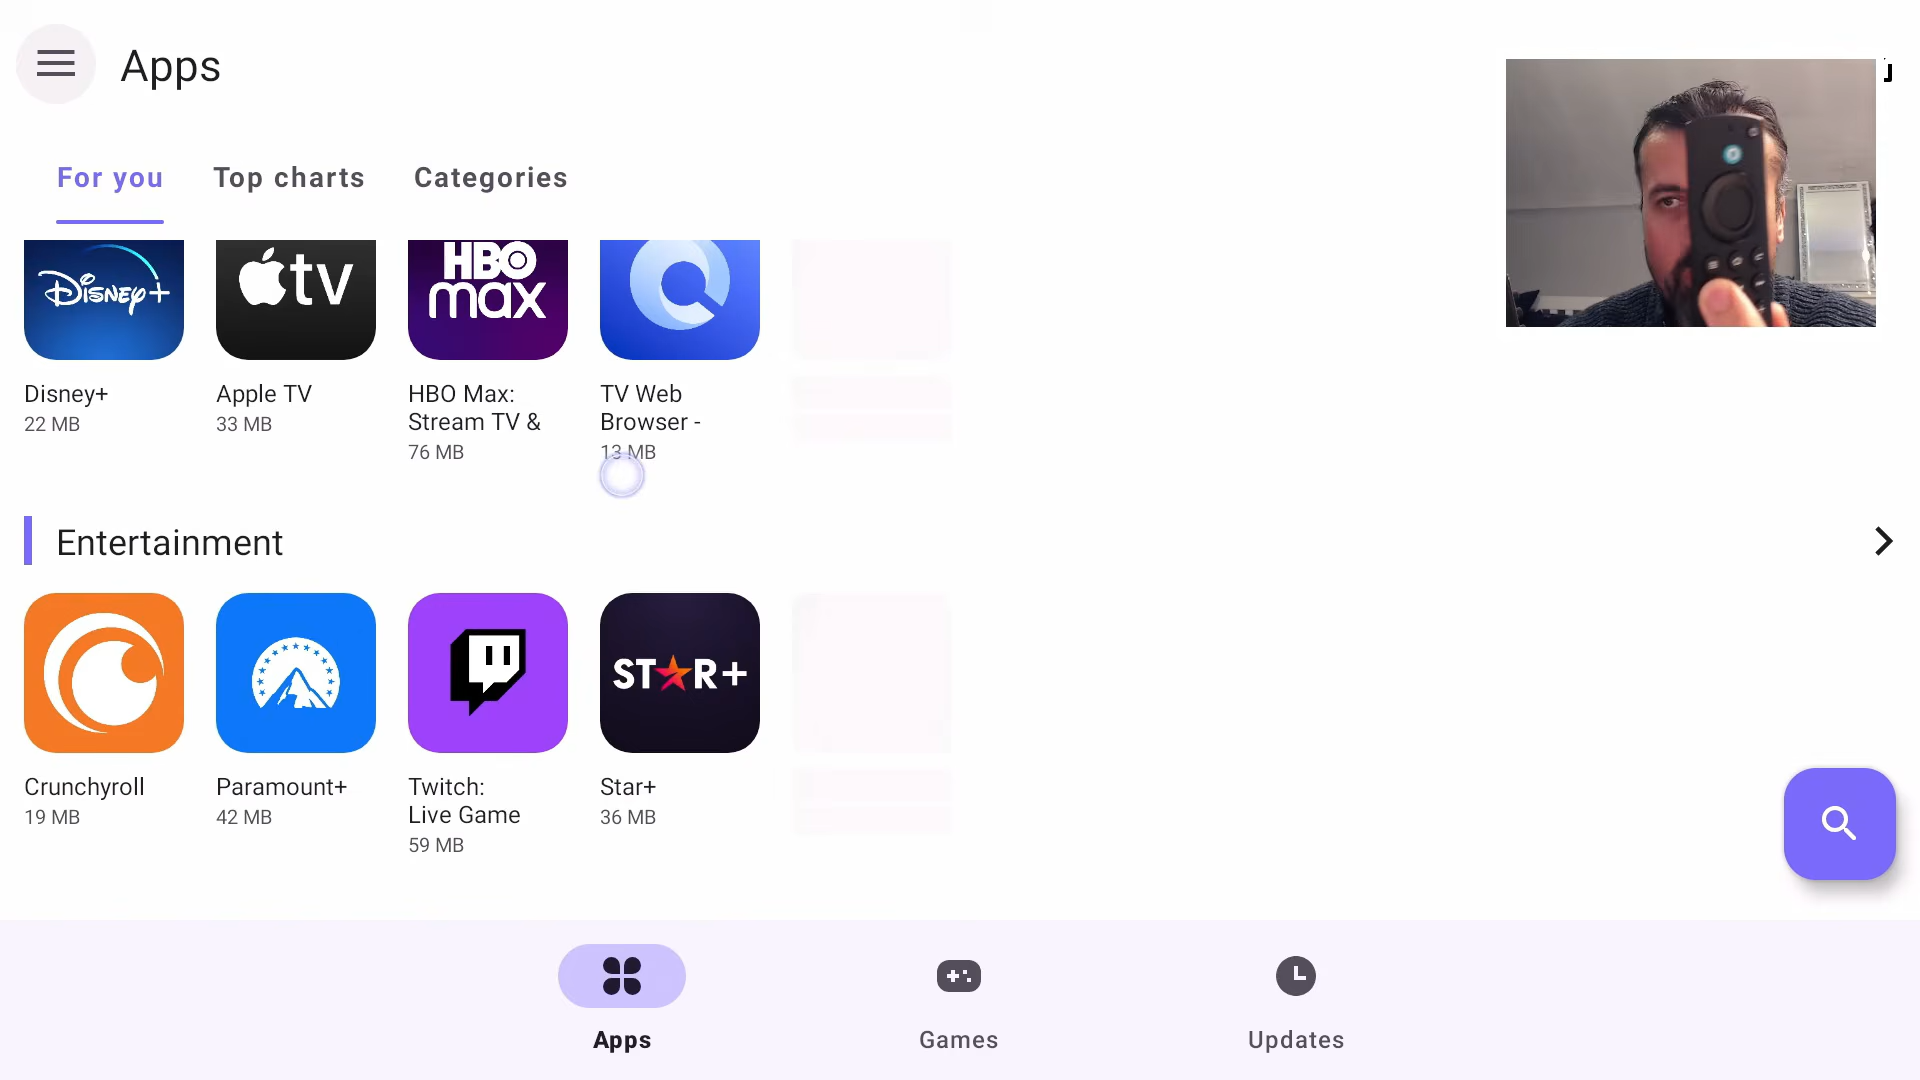 Apps
For you
Top charts
Categories
Disney+
tv
HBO
max
Disney+
22 MB
Apple TV
33 MB
HBO Max:
Stream TV &
76 MB
TV Web
Browser -
13 MB
Entertainment
STAR+
Crunchyroll
19 MB
Paramount+
42 MB
Twitch:
Live Game
59 MB
Star+
36 MB
Apps
Games
Updates